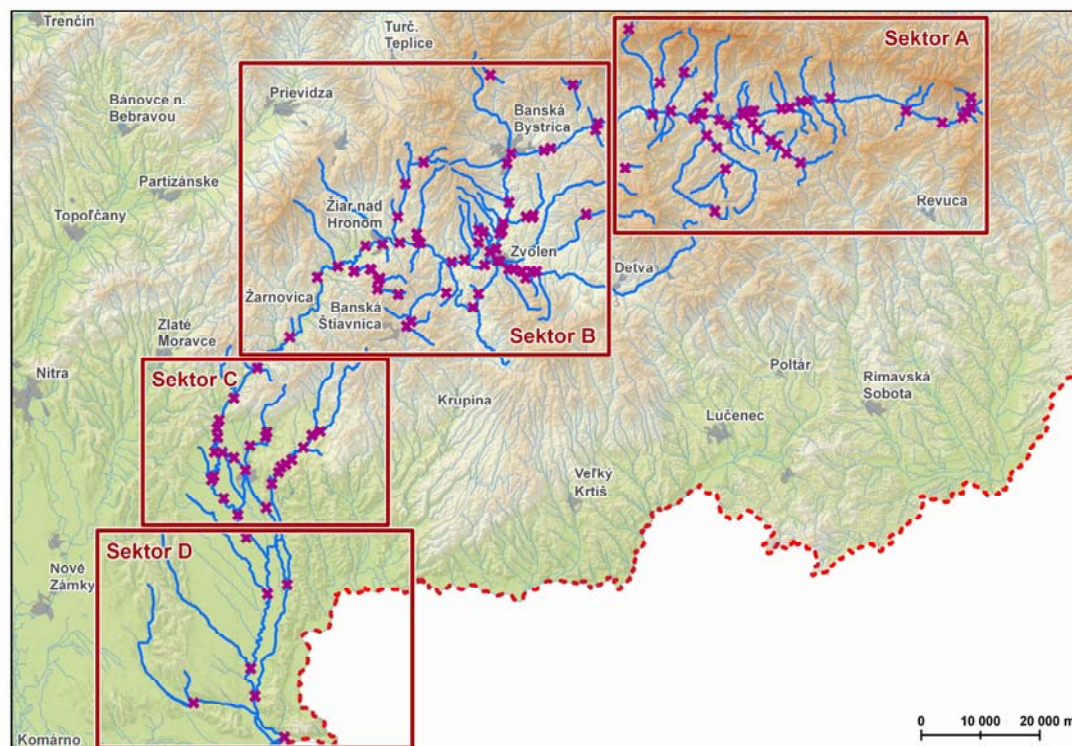 Trenčín
Turč.
Teplice
Sektor A
Bánovce n.
Bebravou
Prievidza
Banská
Bystrica
Partizánske
Topoľčany
Žiar nad
Hronom
Revuca
Zvolen
Detva
Žarnovica
Banská
Štiavnica
Sektor B
Zlaté
Moravce
Nitra
Sektor C
Krupina
Poltár
Rimavská
Sobota
Lučenec
Veľký
Krtíš
Sektor D
Nové
Zámky
Komárno
0 10 000 20 000 m